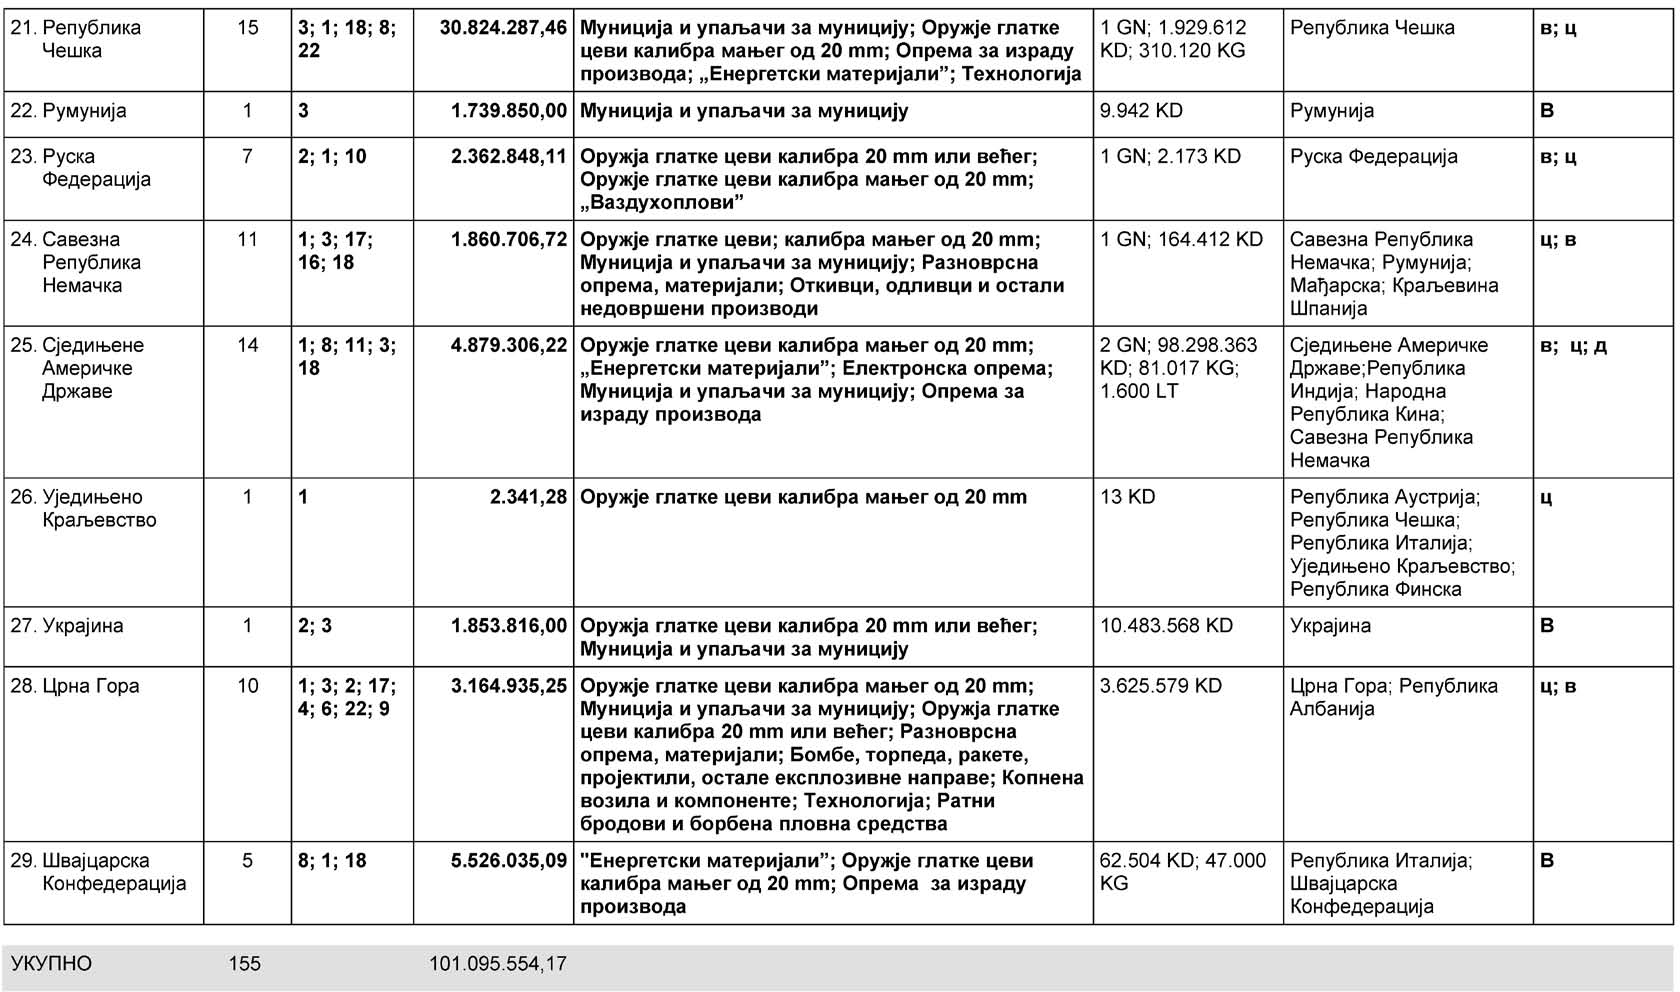 21. Република Чешка 15 3; 1; 18; 8; 22 30.824.287,46 Муниција и упаљачи за муницију; Оружје глатке цеви калибра мањег од 20 mm; Опрема за израду производа; „Енергетски материјали”; Технологија 1 GN; 1.929.612 KD; 310.120 KG Република Чешка в; ц
22. Румунија 1 3 1.739.850,00 Муниција и упаљачи за муницију 9.942 KD Румунија В
23. Руска Федерација 7 2; 1; 10 2.362.848,11 Оружја глатке цеви калибра 20 mm или већег; Оружје глатке цеви калибра мањег од 20 mm; „Ваздухоплови” 1 GN; 2.173 KD Руска Федерација в; ц
24. Савезна Република Немачка 11 1; 3; 17; 16; 18 1.860.706,72 Оружје глатке цеви; калибра мањег од 20 mm; Муниција и упаљачи за муницију; Разноврсна опрема, материјали; Откивци, одливци и остали недовршени производи 1 GN; 164.412 KD Савезна Република Немачка; Румунија; Мађарска; Краљевина Шпанија ц; в
25. Сједињене Америчке Државе 14 1; 8; 11; 3; 18 4.879.306,22 Оружје глатке цеви калибра мањег од 20 mm; „Енергетски материјали”; Електронска опрема; Муниција и упаљачи за муницију; Опрема за израду производа 2 GN; 98.298.363 KD; 81.017 KG; 1.600 LT Сједињене Америчке Државе;Република Индија; Народна Република Кина; Савезна Република Немачка в; ц; д
26. Уједињено Краљевство 1 1 2.341,28 Оружје глатке цеви калибра мањег од 20 mm 13 KD Република Аустрија; Република Чешка; Република Италија; Уједињено Краљевство; Република Финска ц
27. Украјина 1 2; 3 1.853.816,00 Оружја глатке цеви калибра 20 mm или већег; Муниција и упаљачи за муницију 10.483.568 KD Украјина В
28. Црна Гора 10 1; 3; 2; 17; 4; 6; 22; 9 3.164.935,25 Оружје глатке цеви калибра мањег од 20 mm; Муниција и упаљачи за муницију; Оружја глатке цеви калибра 20 mm или већег; Разноврсна опрема, материјали; Бомбе, торпеда, ракете, пројектили, остале експлозивне направе; Копнена возила и компоненте; Технологија; Ратни бродови и борбена пловна средства 3.625.579 KD Црна Гора; Република Албанија ц; в
29. Швајцарска Конфедерација 5 8; 1; 18 5.526.035,09 "Енергетски материјали”; Оружје глатке цеви калибра мањег од 20 mm; Опрема за израду производа 62.504 KD; 47.000 KG Република Италија; Швајцарска Конфедерација В
УКУПНО 155 101.095.554,17